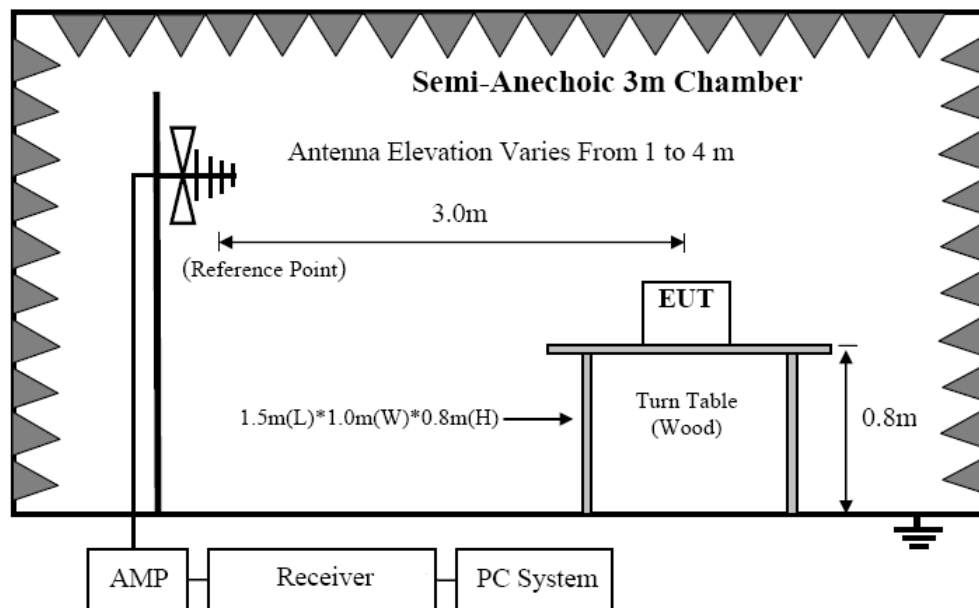 Semi-Anechoic 3m Chamber
Antenna Elevation Varies From 1 to 4 m
3.0m
(Reference Point)
EUT
1.5m(L)*1.0m(W)*0.8m(H)
Turn Table
(Wood)
0.8m
AMP
Receiver
PC System